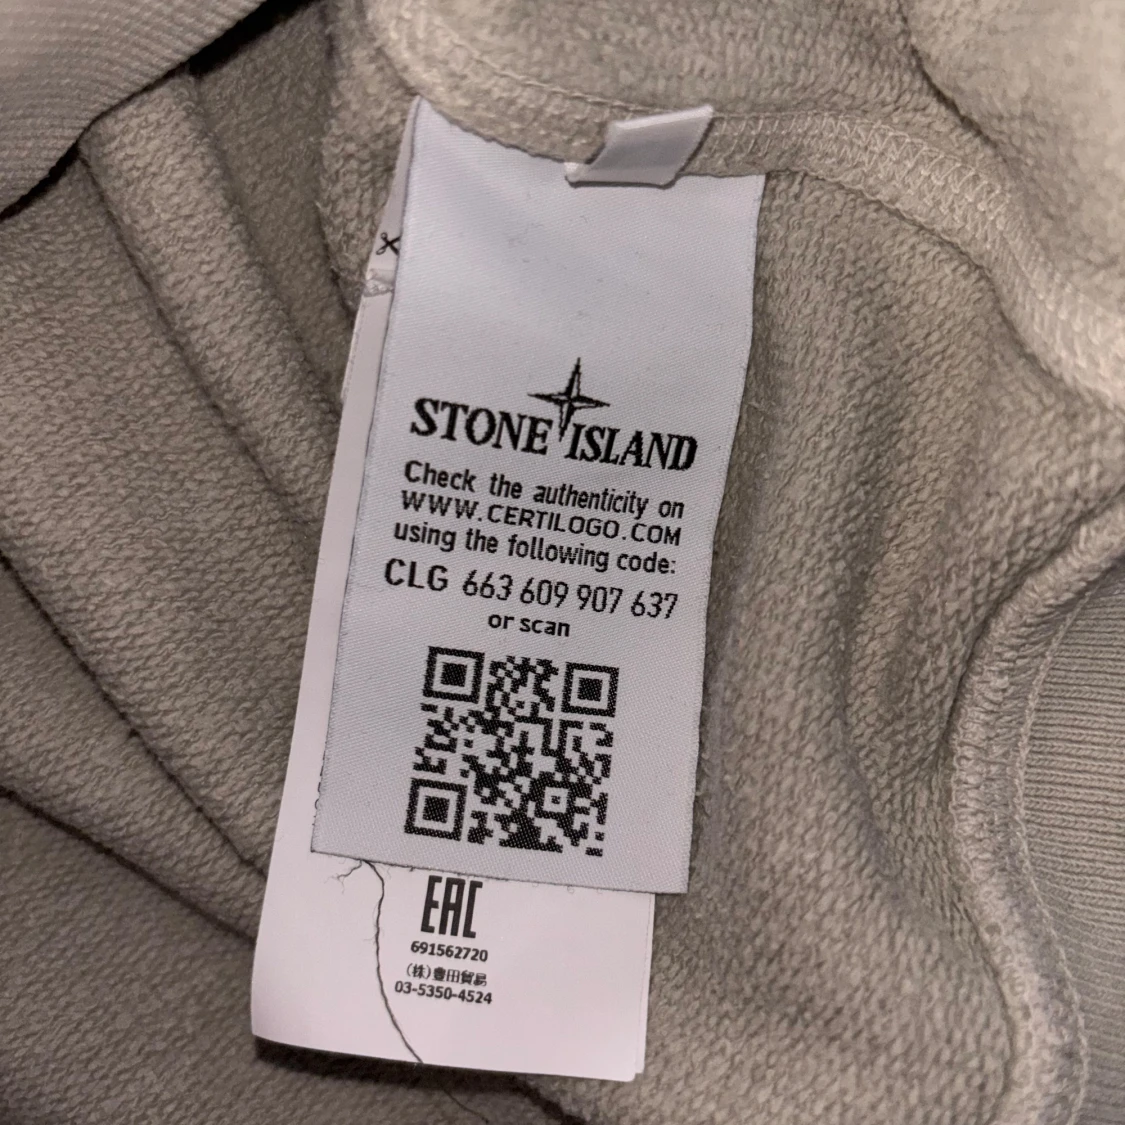 STONE ISLAND
Check the authenticity on
WWW.CERTILOGO.COM
using the following code:
CLG 663 609 907 637
or scan
EAC
691562720
(株)豊田貿易
03-5350-4524